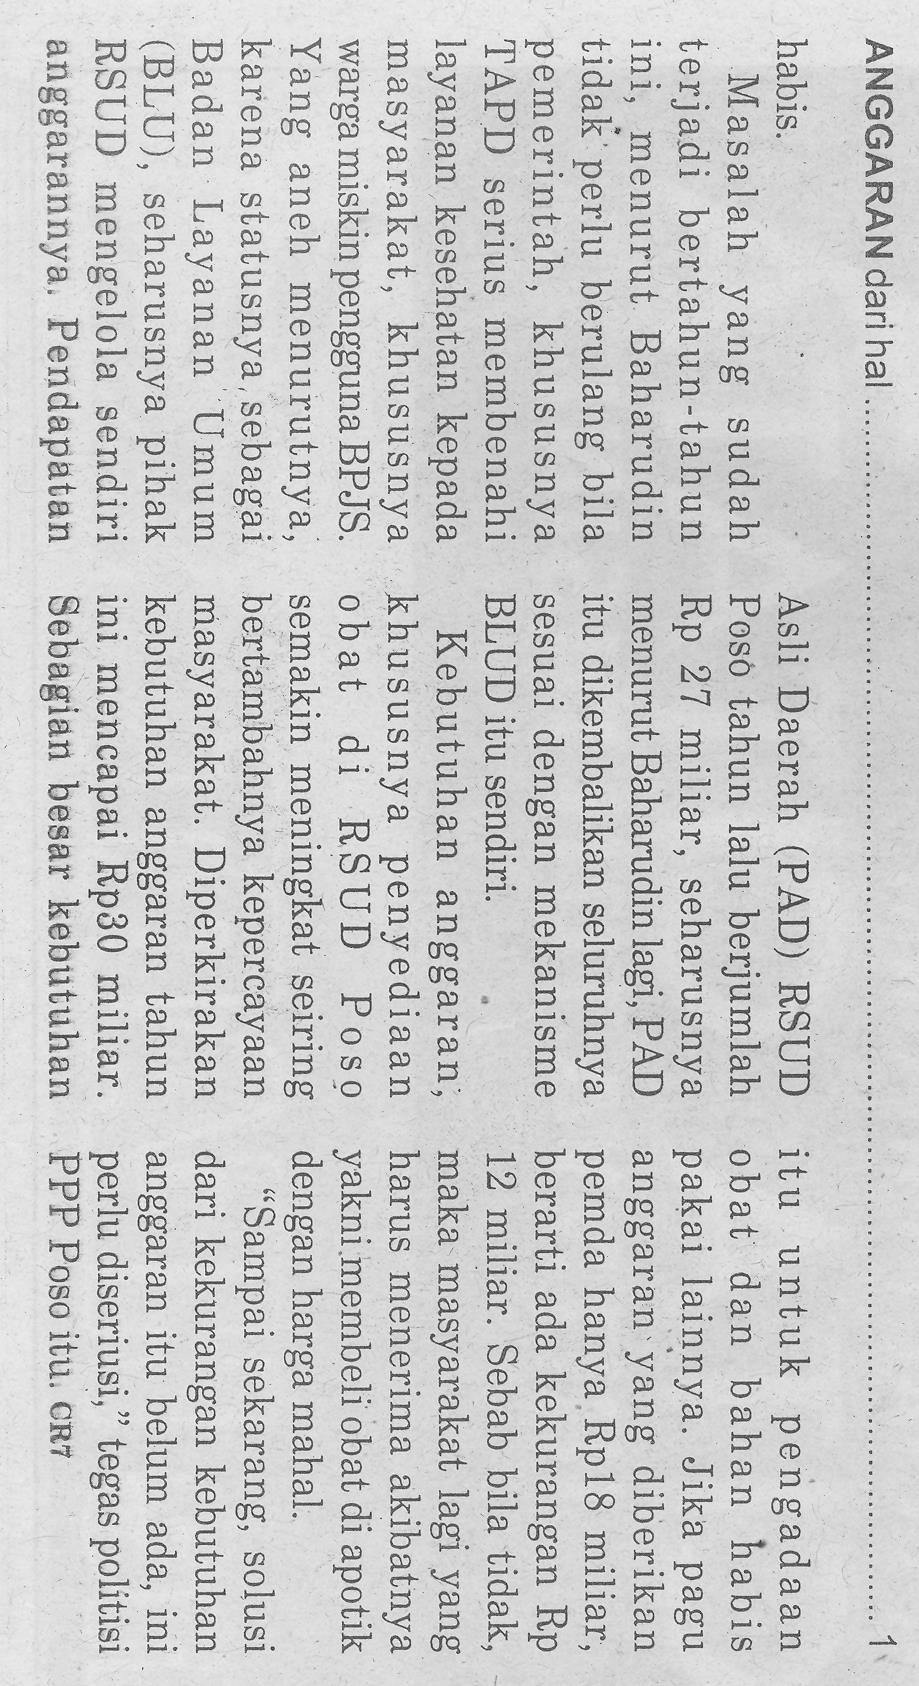 ANGGARAN dari hal ........................................................................................................ 1
habis.
Masalah yang sudah
terjadi bertahun-tahun
ini, menurut Baharudin
tidak perlu berulang bila
pemerintah, khususnya
TAPD serius membenahi
layanan kesehatan kepada
masyarakat, khususnya
warga miskin pengguna BPJS.
Yang aneh menurutnya,
karena statusnya sebagai
Badan Layanan Umum
(BLU), seharusnya pihak
RSUD mengelola sendiri
anggarannya. Pendapatan
Asli Daerah (PAD) RSUD
Poso tahun lalu berjumlah
Rp 27 miliar, seharusnya
menurut Baharudin lagi, PAD
itu dikembalikan seluruhnya
sesuai dengan mekanisme
BLUD itu sendiri.
Kebutuhan anggaran,
khususnya penyediaan
obat di RSUD Poso
semakin meningkat seiring
bertambahnya kepercayaan
masyarakat. Diperkirakan
kebutuhan anggaran tahun
ini mencapai Rp30 miliar.
Sebagian besar kebutuhan
itu untuk pengadaan
obat dan bahan habis
pakai lainnya. Jika pagu
anggaran yang diberikan
pemda hanya Rp18 miliar,
berarti ada kekurangan Rp
12 miliar. Sebab bila tidak,
maka masyarakat lagi yang
harus menerima akibatnya
yakni membeli obat di apotik
dengan harga mahal.
“Sampai sekarang, solusi
dari kekurangan kebutuhan
anggaran itu belum ada, ini
perlu diseriusi,” tegas politisi
PPP Poso itu. CR7